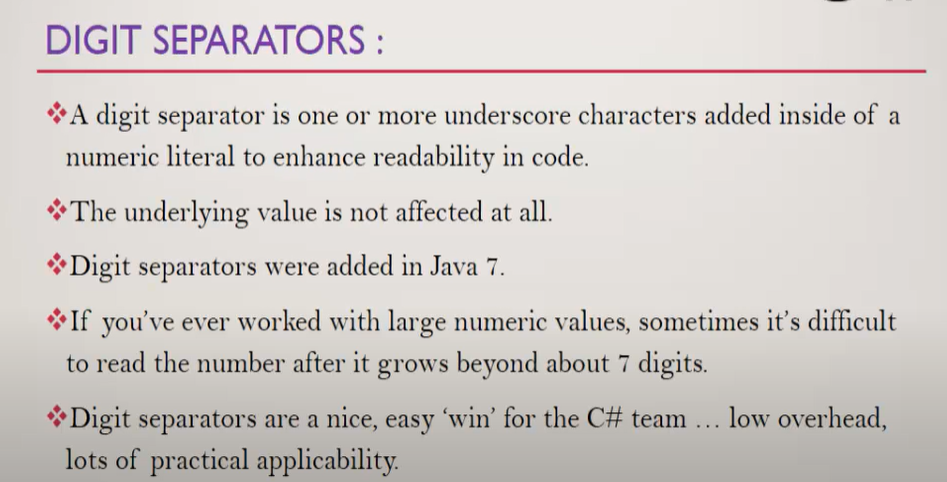 DIGIT SEPARATORS :
❖A digit separator is one or more underscore characters added inside of a
numeric literal to enhance readability in code.
❖The underlying value is not affected at all.
❖Digit separators were added in Java 7.
❖If you’ve ever worked with large numeric values, sometimes it’s difficult
to read the number after it grows beyond about 7 digits.
❖Digit separators are a nice, easy ‘win’ for the C# team … low overhead,
lots of practical applicability.